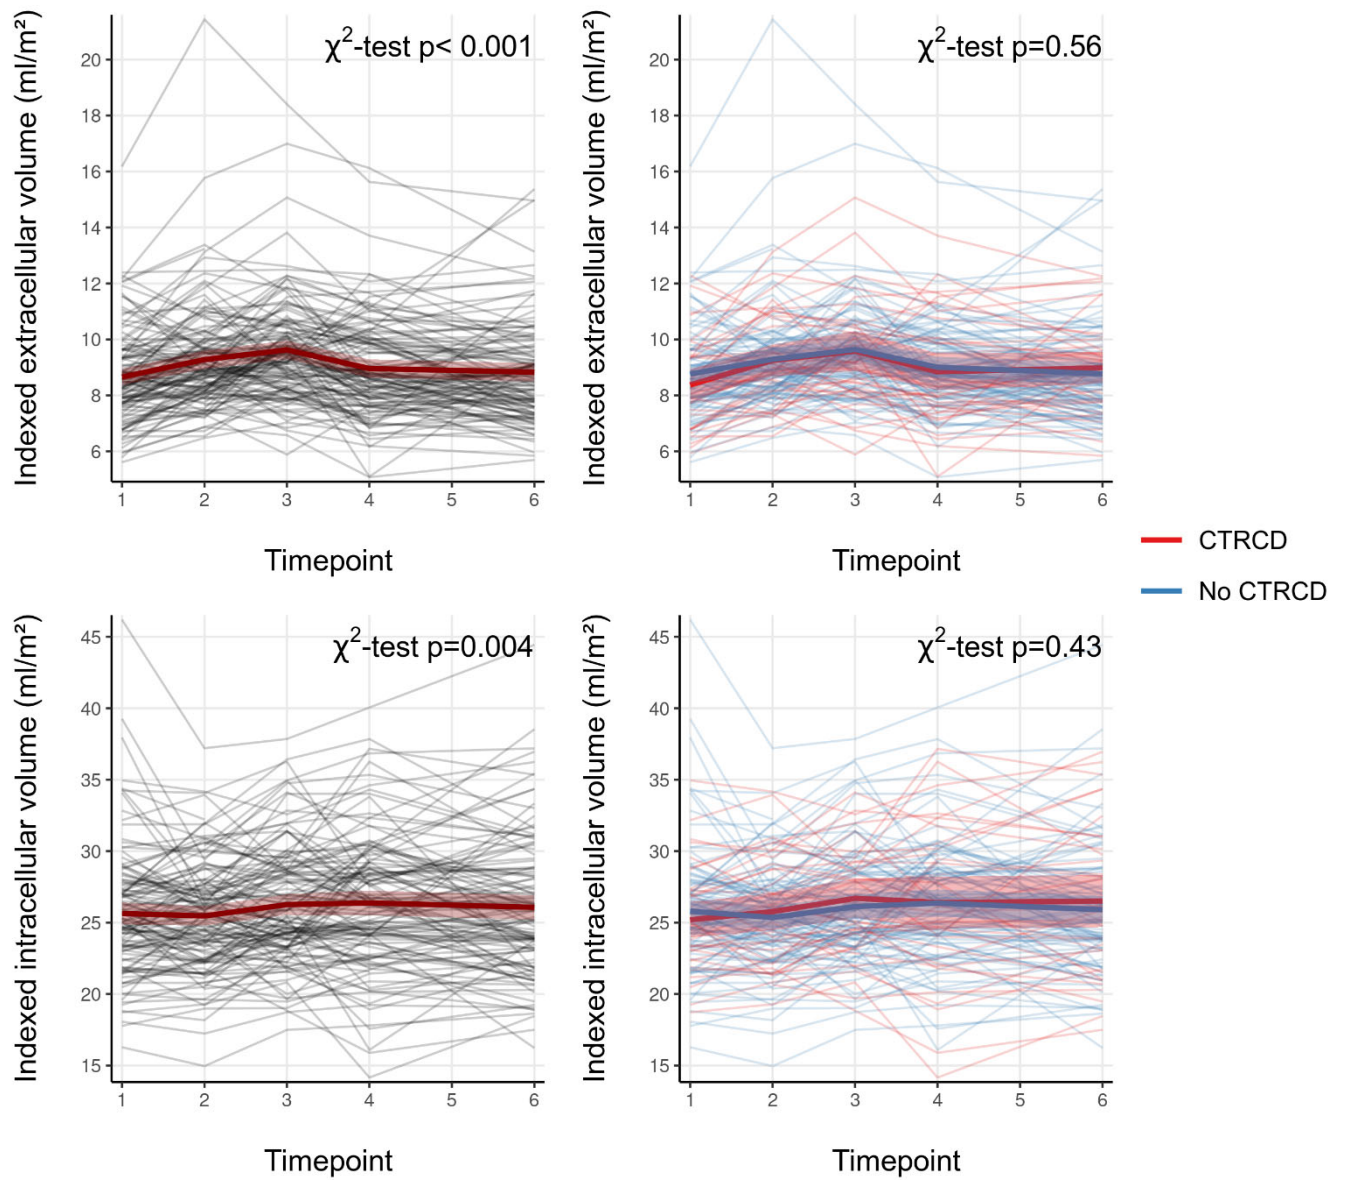 Indexed extracellular volume (ml/m²)
χ²-test p< 0.001
20
18
16
14
12
10
8
6
1 2 3 4 5 6
Timepoint
Indexed extracellular volume (ml/m²)
χ²-test p=0.56
20
18
16
14
12
10
8
6
1 2 3 4 5 6
Timepoint
CTRCD
No CTRCD
Indexed intracellular volume (ml/m²)
χ²-test p=0.004
45
40
35
30
25
20
15
1 2 3 4 5 6
Timepoint
Indexed intracellular volume (ml/m²)
χ²-test p=0.43
45
40
35
30
25
20
15
1 2 3 4 5 6
Timepoint